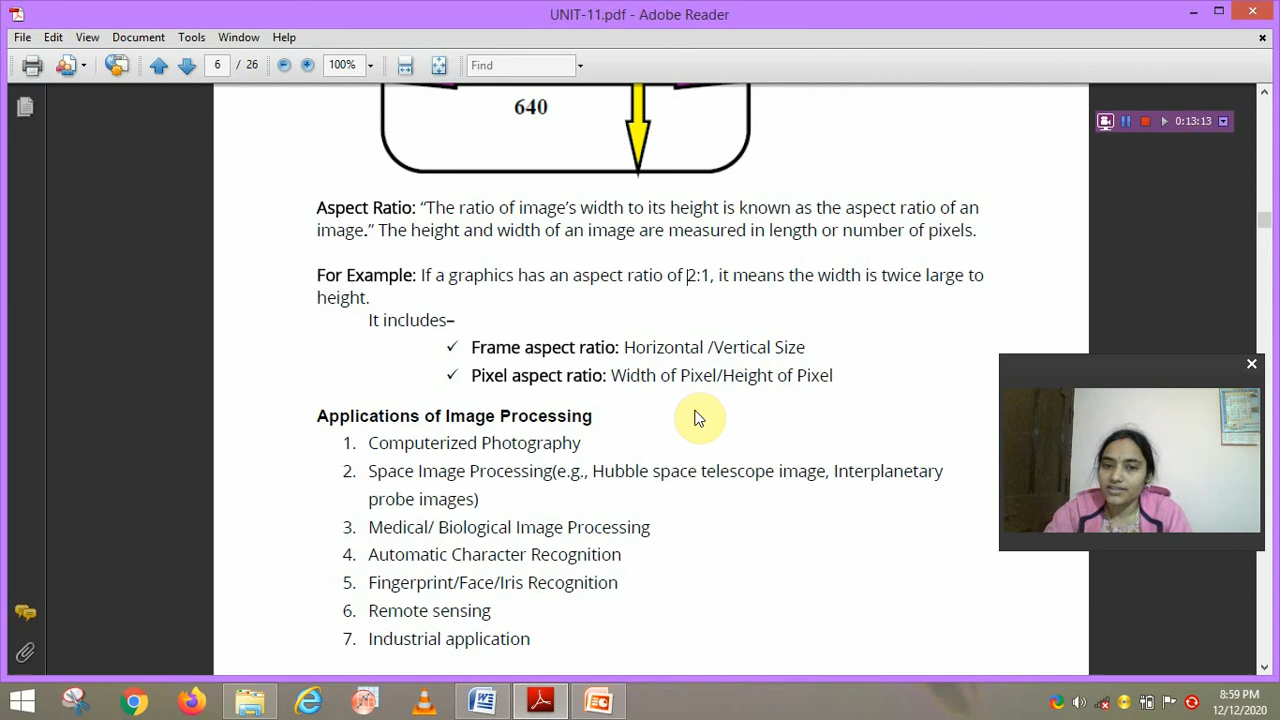 UNIT-11.pdf - Adobe Reader
File Edit View Document Tools Window Help
6 / 26 100% Find
640
0:13:13
Aspect Ratio: “The ratio of image’s width to its height is known as the aspect ratio of an
image.” The height and width of an image are measured in length or number of pixels.
For Example: If a graphics has an aspect ratio of 2:1, it means the width is twice large to
height.
It includes–
✓ Frame aspect ratio: Horizontal /Vertical Size
✓ Pixel aspect ratio: Width of Pixel/Height of Pixel
Applications of Image Processing
1. Computerized Photography
2. Space Image Processing(e.g., Hubble space telescope image, Interplanetary
probe images)
3. Medical/ Biological Image Processing
4. Automatic Character Recognition
5. Fingerprint/Face/Iris Recognition
6. Remote sensing
7. Industrial application
8:59 PM
12/12/2020